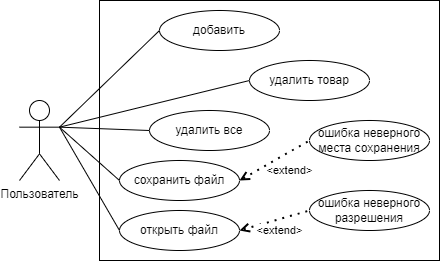 добавить
удалить товар
удалить все
ошибка неверного
места сохранения
<extend>
сохранить файл
Пользователь
ошибка неверного
разрешения
<extend>
открыть файл